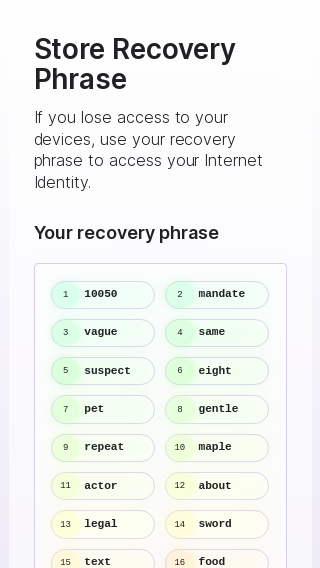 Store Recovery
Phrase
If you lose access to your
devices, use your recovery
phrase to access your Internet
Identity.
Your recovery phrase
1 10050 2 mandate
3 vague 4 same
5 suspect 6 eight
7 pet 8 gentle
9 repeat 10 maple
11 actor 12 about
13 legal 14 sword
15 text 16 food